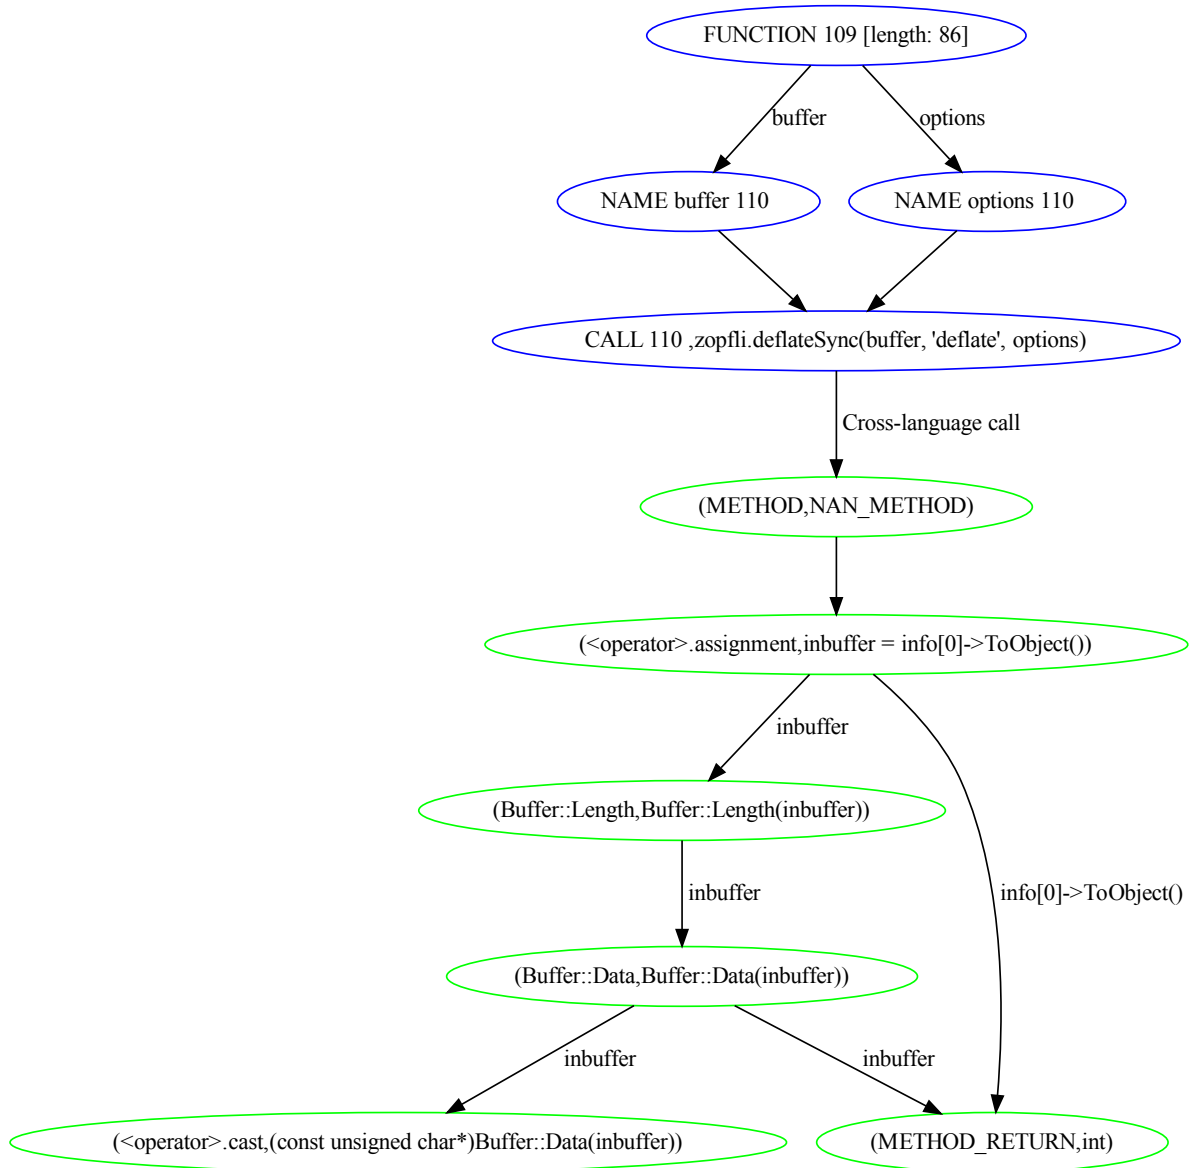 FUNCTION 109 [length: 86]
buffer
options
NAME buffer 110
NAME options 110
CALL 110 ,zopfli.deflateSync(buffer, 'deflate', options)
Cross-language call
(METHOD,NAN_METHOD)
(<operator>.assignment,inbuffer = info[0]->ToObject())
inbuffer
(Buffer::Length,Buffer::Length(inbuffer))
inbuffer
info[0]->ToObject()
(Buffer::Data,Buffer::Data(inbuffer))
inbuffer
inbuffer
(<operator>.cast,(const unsigned char*)Buffer::Data(inbuffer))
(METHOD_RETURN,int)